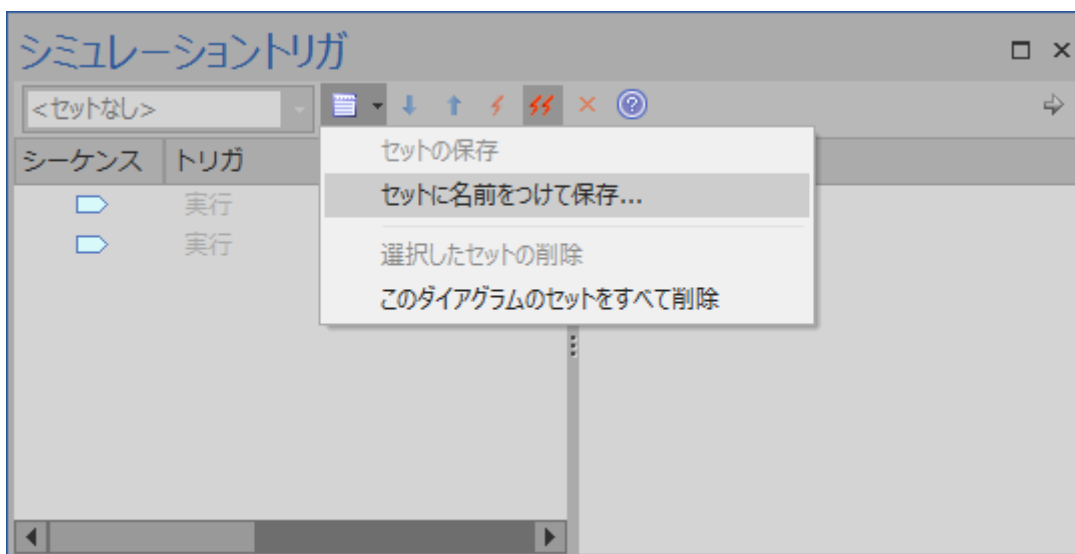 シミュレーショントリガ
<セットなし>
シーケンス トリガ
実行
実行
セットの保存
セットに名前をつけて保存...
選択したセットの削除
このダイアグラムのセットをすべて削除